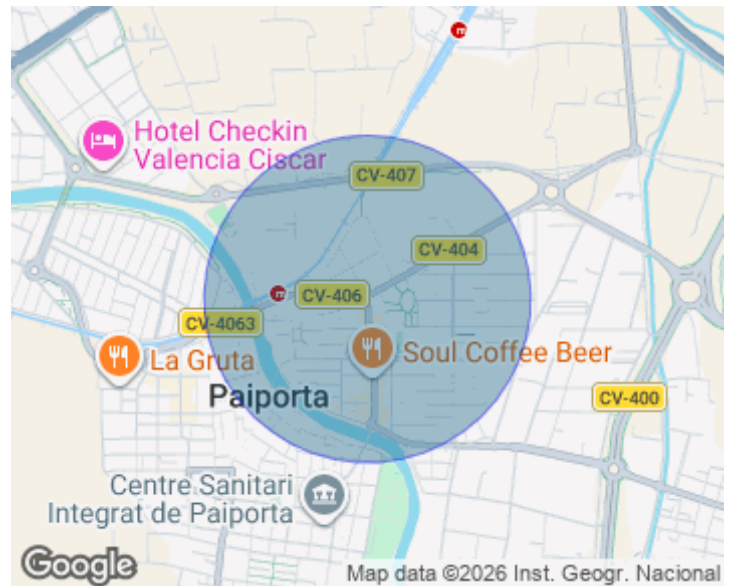 Hotel Checkin
Valencia Ciscar
CV-407
CV-404
CV-406
CV-4063
La Gruta
Soul Coffee Beer
Paiporta
CV-400
Centre Sanitari
Integrat de Paiporta
Google
Map data ©2026 Inst. Geogr. Nacional